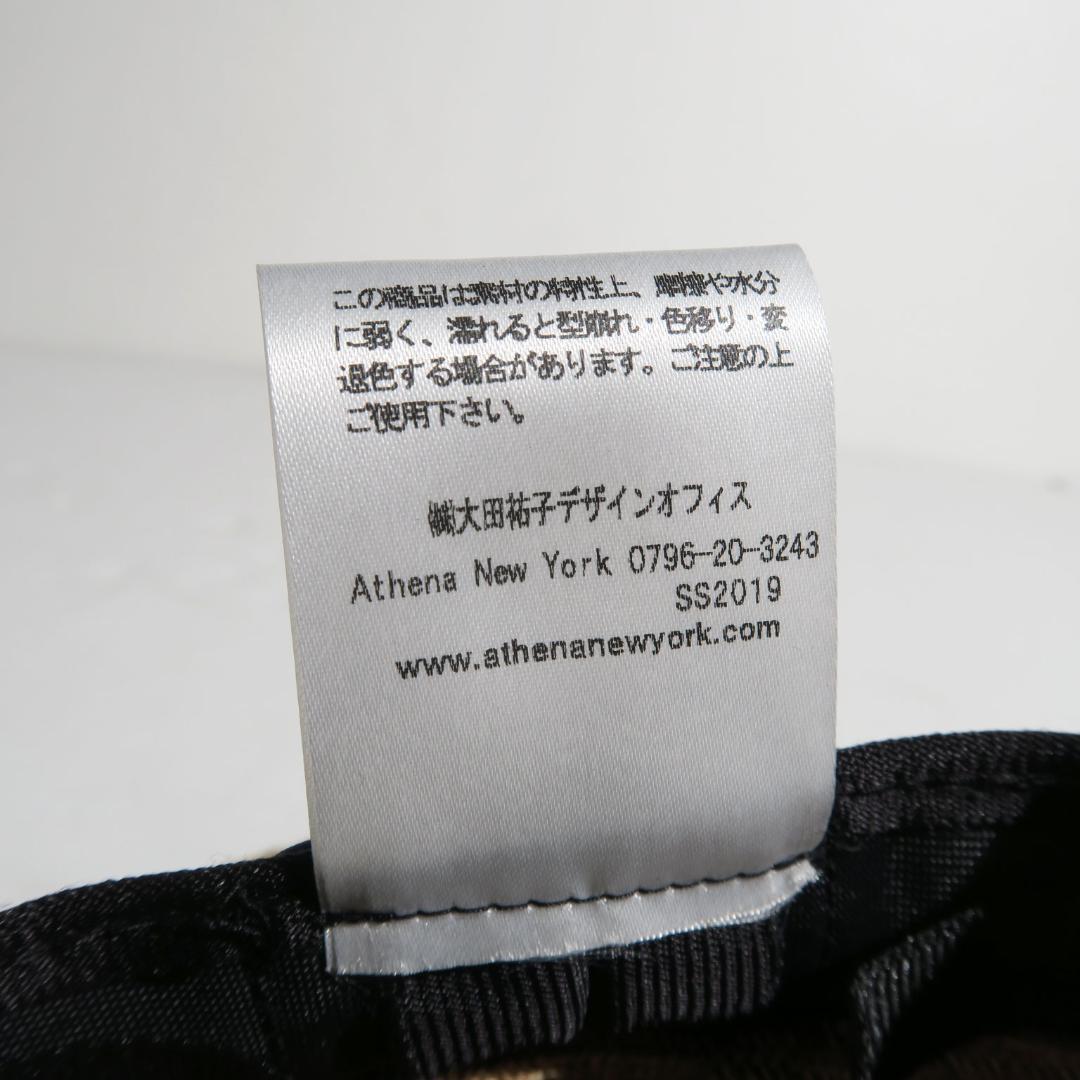 この商品は素材の特性上、摩擦や水分
に弱く、濡れると型崩れ・色移り・変
退色する場合があります。ご注意の上
ご使用下さい。
㈱大田祐子デザインオフィス
Athena New York 0796-20-3243
SS2019
www.athenanewyork.com